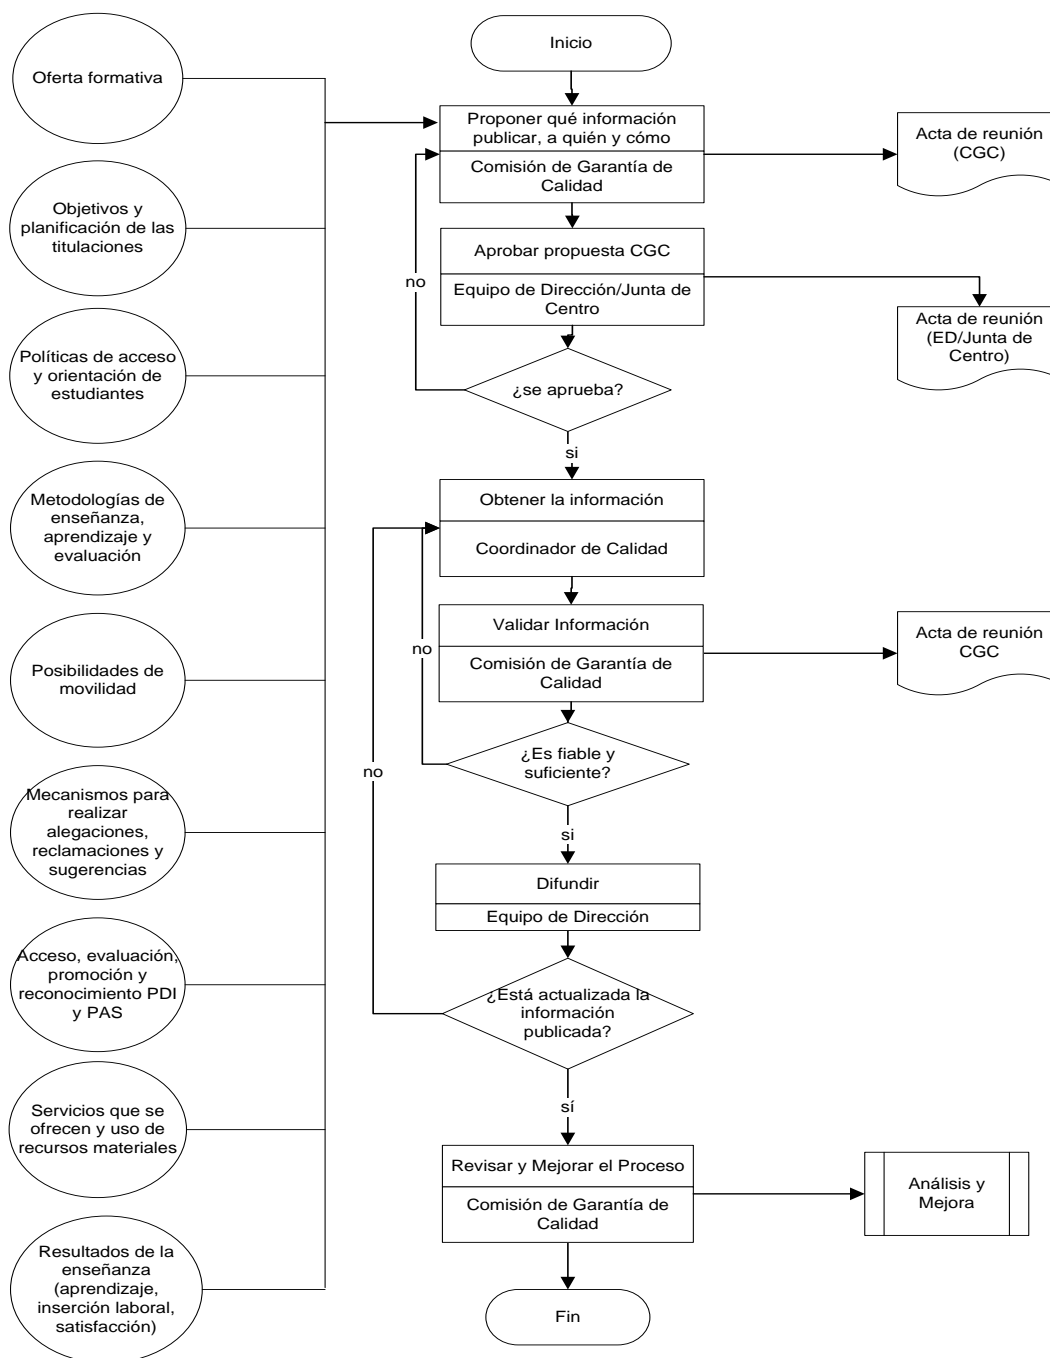 Oferta formativa
Objetivos y
planificación de las
titulaciones
Políticas de acceso
y orientación de
estudiantes
Metodologías de
enseñanza,
aprendizaje y
evaluación
Posibilidades de
movilidad
Mecanismos para
realizar
alegaciones,
reclamaciones y
sugerencias
Acceso, evaluación,
promoción y
reconocimiento PDI
y PAS
Servicios que se
ofrecen y uso de
recursos materiales
Resultados de la
enseñanza
(aprendizaje,
inserción laboral,
satisfacción)
Inicio
Proponer qué información
publicar, a quién y cómo
Comisión de Garantía de
Calidad
Acta de reunión
(CGC)
Aprobar propuesta CGC
Equipo de Dirección/Junta de
Centro
Acta de reunión
(ED/Junta de
Centro)
no
¿se aprueba?
si
Obtener la información
Coordinador de Calidad
Validar Información
Comisión de Garantía de
Calidad
Acta de reunión
CGC
no
¿Es fiable y
suficiente?
no
si
Difundir
Equipo de Dirección
¿Está actualizada la
información
publicada?
sí
Revisar y Mejorar el Proceso
Comisión de Garantía de
Calidad
Análisis y
Mejora
Fin